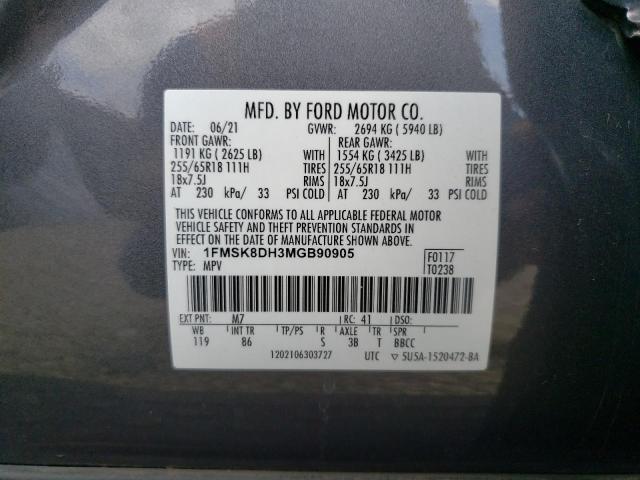 MFD. BY FORD MOTOR CO.
DATE: 06/21 GVWR: 2694 KG ( 5940 LB)
FRONT GAWR: REAR GAWR:
1191 KG ( 2625 LB) WITH 1554 KG ( 3425 LB) WITH
255/65R18 111H TIRES 255/65R18 111H TIRES
18x7.5J RIMS 18x7.5J RIMS
AT 230 kPa/ 33 PSI COLD AT 230 kPa/ 33 PSI COLD
THIS VEHICLE CONFORMS TO ALL APPLICABLE FEDERAL MOTOR
VEHICLE SAFETY AND THEFT PREVENTION STANDARDS IN
EFFECT ON THE DATE OF MANUFACTURE SHOWN ABOVE.
VIN: 1FMSK8DH3MGB90905 F0117
TYPE: MPV T0238
EXT PNT: M7 RC: 41 DSO:
WB INT TR TP/PS R AXLE TR SPR
119 86 S 3B T BBCC
1202106303727 UTC ▽ 5U5A-1520472-BA